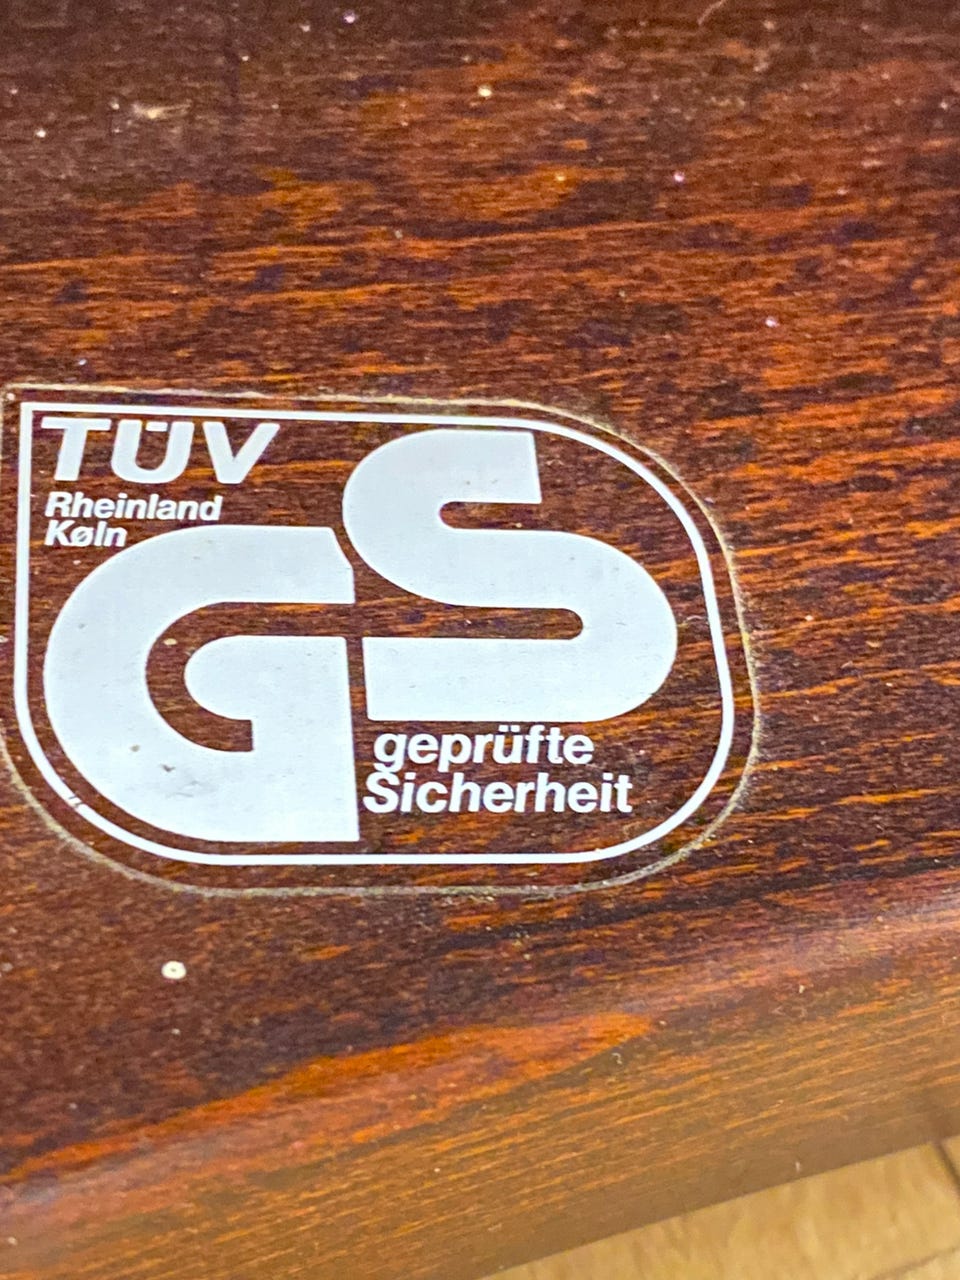 TÜV
Rheinland
Køln
GS
geprüfte
Sicherheit